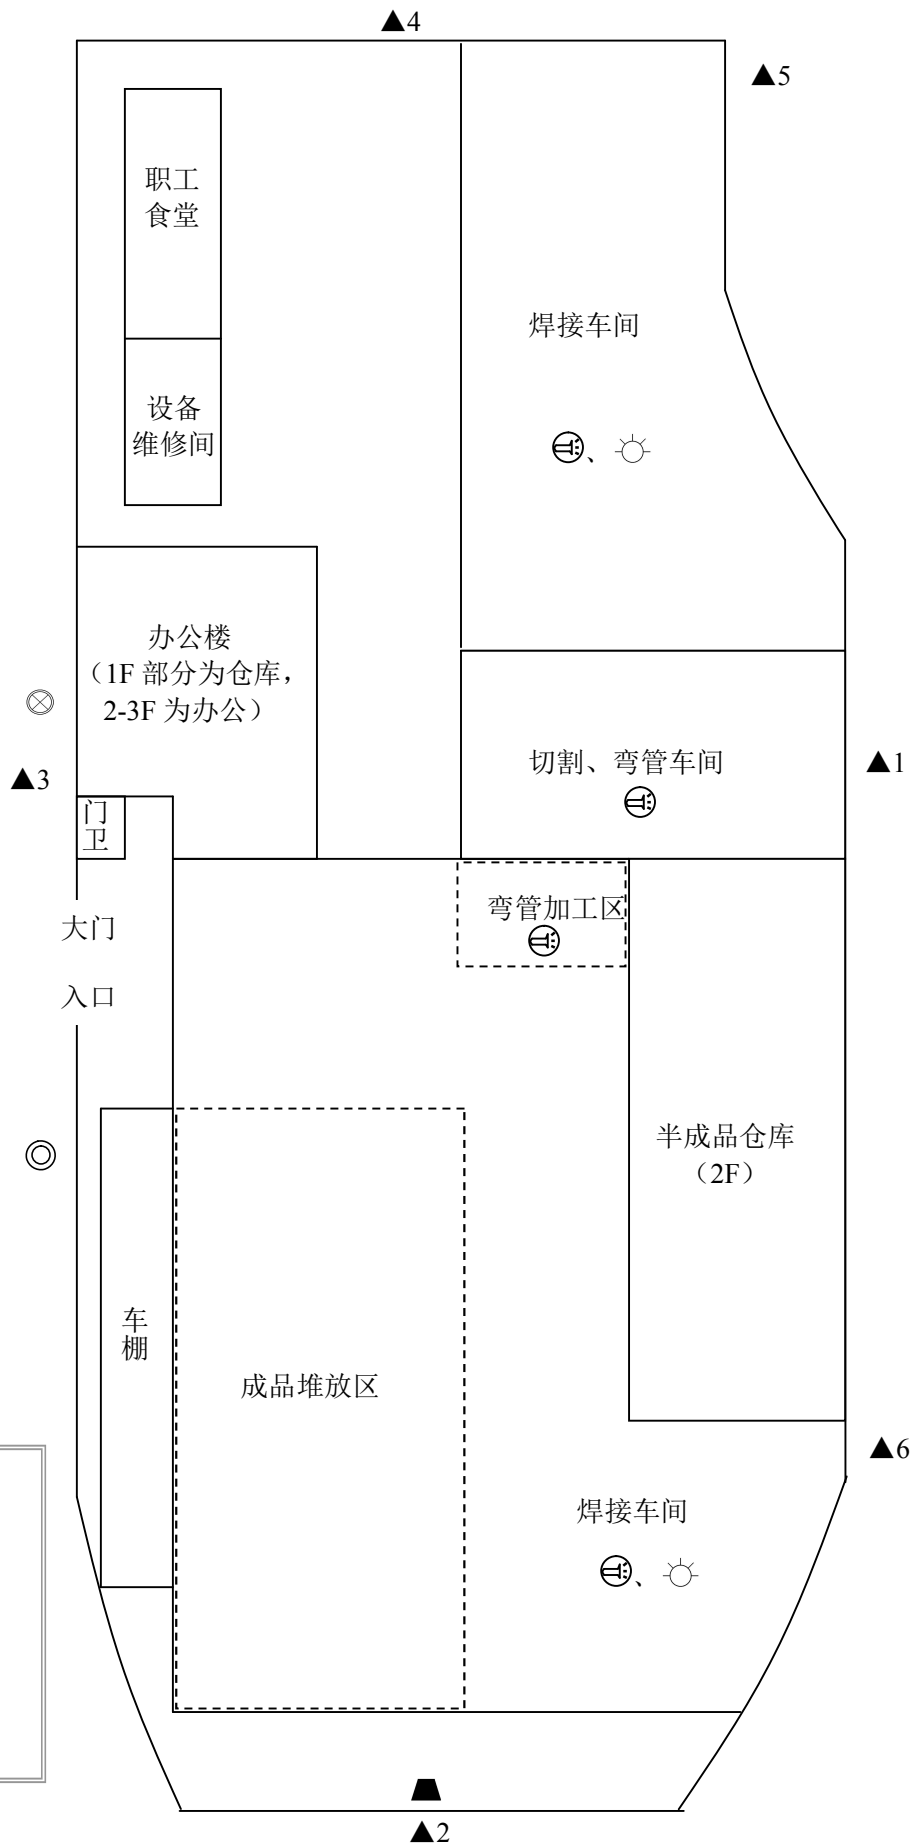 ▲4
▲5
职工
食堂
焊接车间
设备
维修间
、
办公楼
（1F 部分为仓库，
2-3F 为办公）
▲3
切割、弯管车间
▲1
门
卫
弯管加工区
大门
入口
半成品仓库
（2F）
车
棚
成品堆放区
▲6
焊接车间
、
▲2